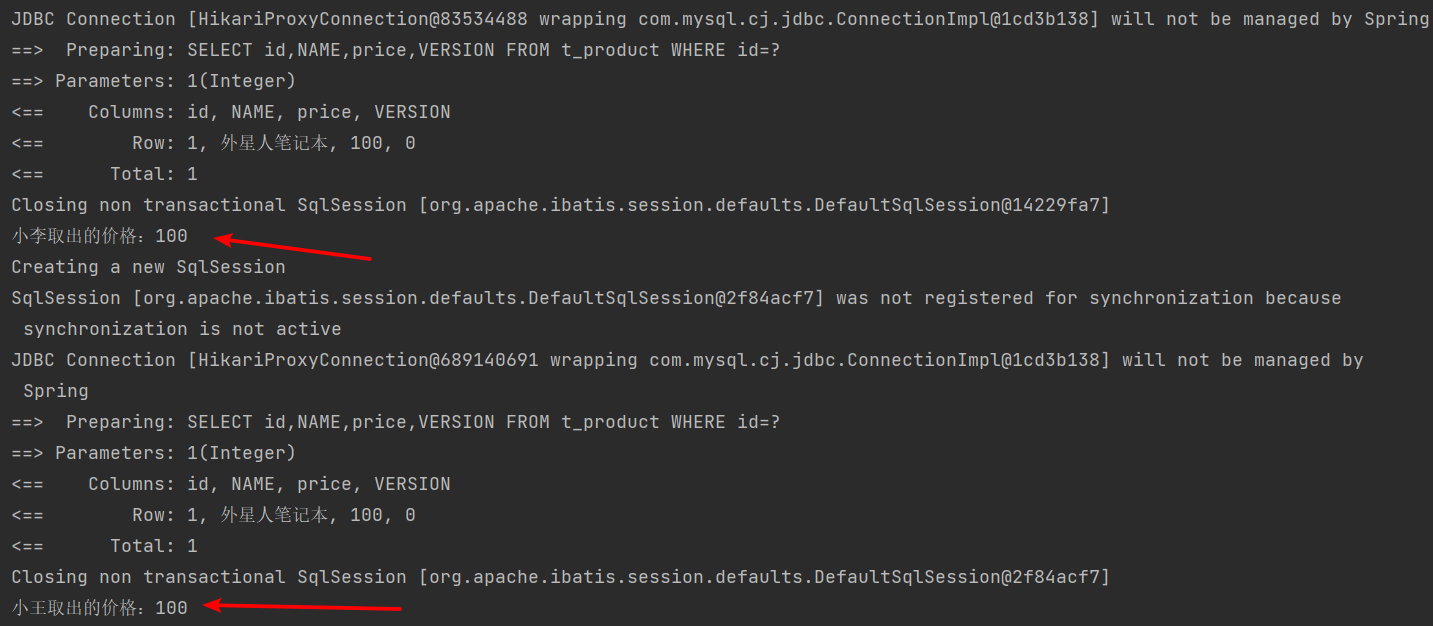 JDBC Connection [HikariProxyConnection@83534488 wrapping com.mysql.cj.jdbc.ConnectionImpl@1cd3b138] will not be managed by Spring
==>  Preparing: SELECT id,NAME,price,VERSION FROM t_product WHERE id=?
==> Parameters: 1(Integer)
<==    Columns: id, NAME, price, VERSION
<==        Row: 1, 外星人笔记本, 100, 0
<==      Total: 1
Closing non transactional SqlSession [org.apache.ibatis.session.defaults.DefaultSqlSession@14229fa7]
小李取出的价格：100
Creating a new SqlSession
SqlSession [org.apache.ibatis.session.defaults.DefaultSqlSession@2f84acf7] was not registered for synchronization because
 synchronization is not active
JDBC Connection [HikariProxyConnection@689140691 wrapping com.mysql.cj.jdbc.ConnectionImpl@1cd3b138] will not be managed by
 Spring
==>  Preparing: SELECT id,NAME,price,VERSION FROM t_product WHERE id=?
==> Parameters: 1(Integer)
<==    Columns: id, NAME, price, VERSION
<==        Row: 1, 外星人笔记本, 100, 0
<==      Total: 1
Closing non transactional SqlSession [org.apache.ibatis.session.defaults.DefaultSqlSession@2f84acf7]
小王取出的价格：100